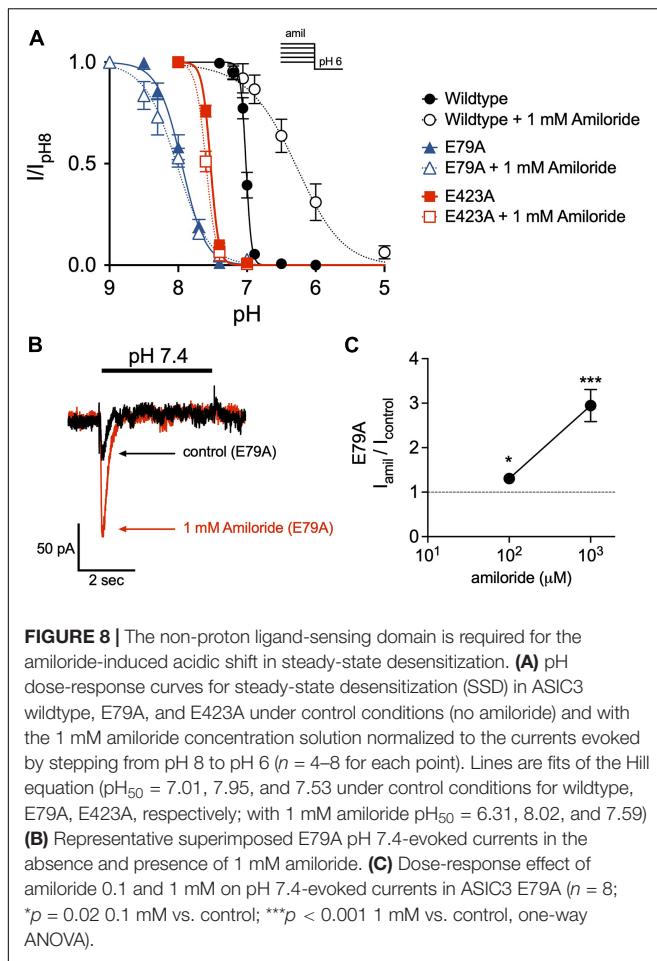 A
amil
pH 6
1.0
0.5
0.0
I/IpH8
9 8 7 6 5
pH
Wildtype
Wildtype + 1 mM Amiloride
E79A
E79A + 1 mM Amiloride
E423A
E423A + 1 mM Amiloride
B
pH 7.4
control (E79A)
1 mM Amiloride (E79A)
50 pA
2 sec
C
E79A
Iamil / Icontrol
4
3
2
1
0
*
***
10¹ 10² 10³
amiloride (μM)
FIGURE 8 | The non-proton ligand-sensing domain is required for the
amiloride-induced acidic shift in steady-state desensitization. (A) pH
dose-response curves for steady-state desensitization (SSD) in ASIC3
wildtype, E79A, and E423A under control conditions (no amiloride) and with
the 1 mM amiloride concentration solution normalized to the currents evoked
by stepping from pH 8 to pH 6 (n = 4–8 for each point). Lines are fits of the Hill
equation (pH50 = 7.01, 7.95, and 7.53 under control conditions for wildtype,
E79A, E423A, respectively; with 1 mM amiloride pH50 = 6.31, 8.02, and 7.59)
(B) Representative superimposed E79A pH 7.4-evoked currents in the
absence and presence of 1 mM amiloride. (C) Dose-response effect of
amiloride 0.1 and 1 mM on pH 7.4-evoked currents in ASIC3 E79A (n = 8;
*p = 0.02 0.1 mM vs. control; ***p < 0.001 1 mM vs. control, one-way
ANOVA).